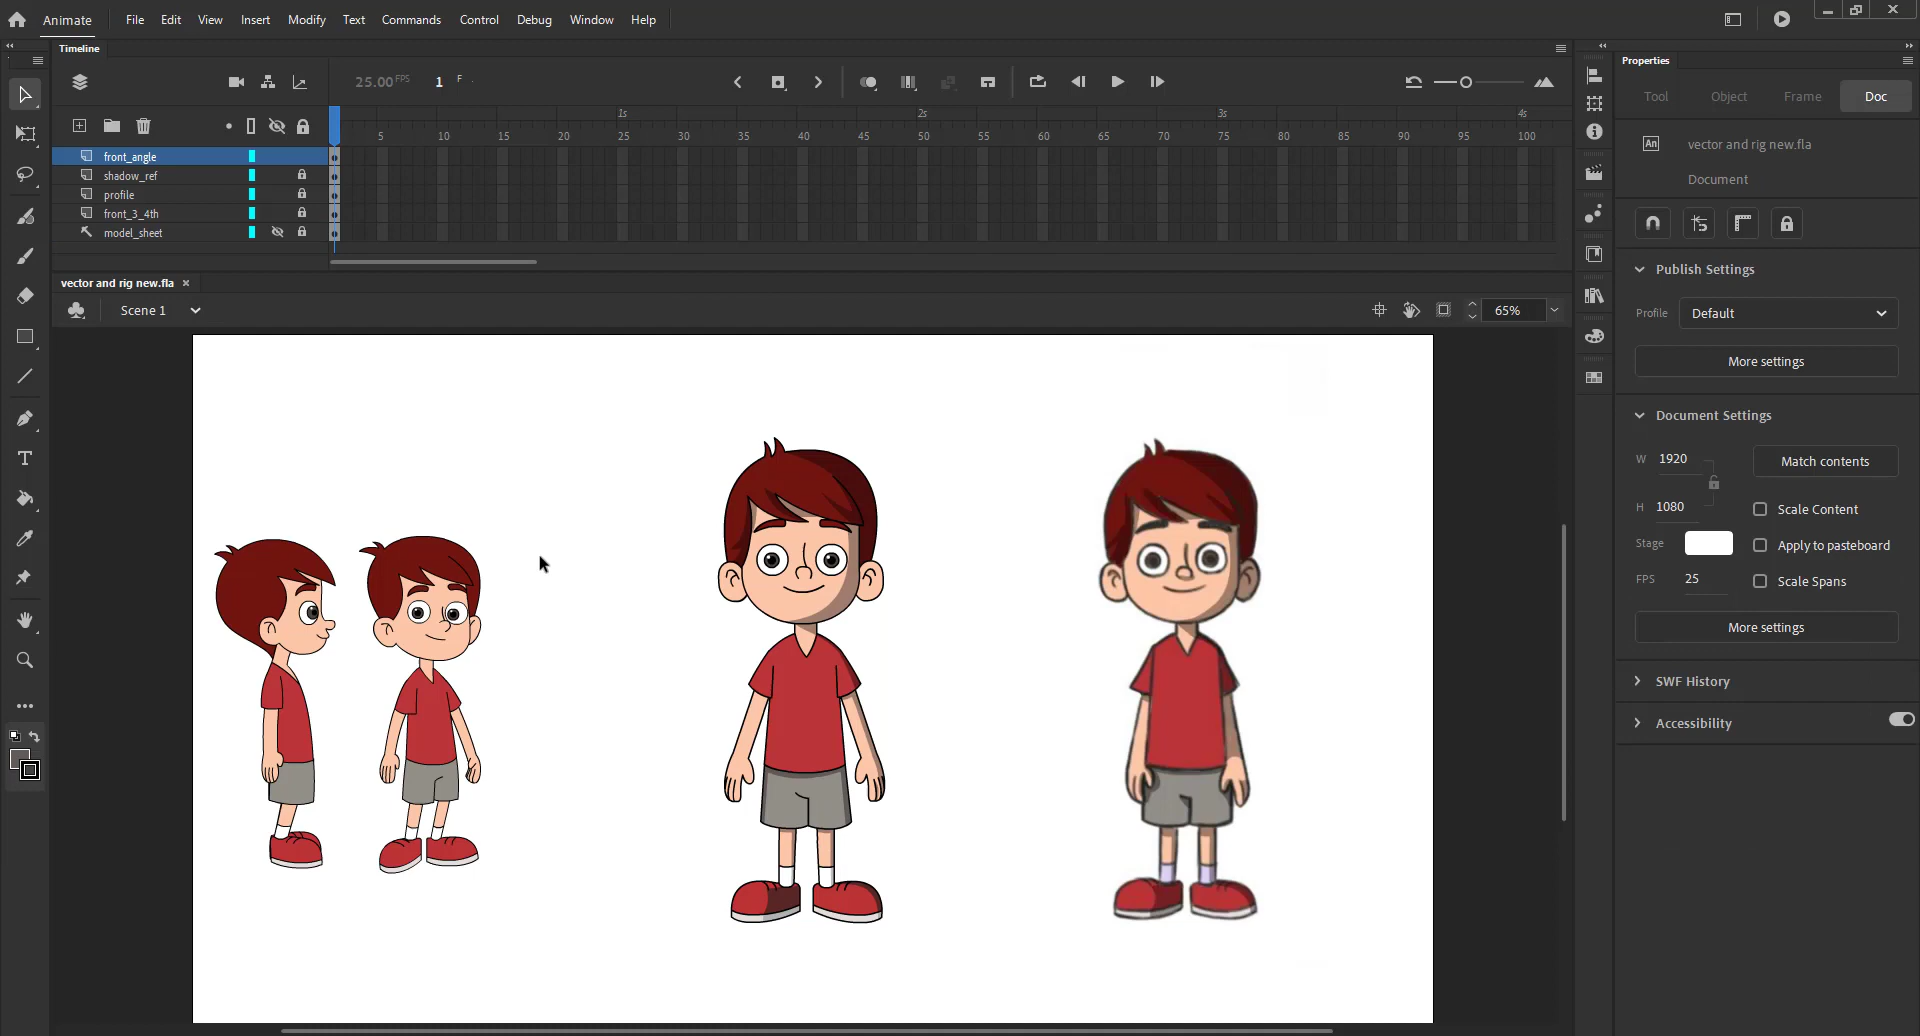 Animate File Edit View Insert Modify Text Commands Control Debug Window Help
Timeline
25.00 FPS 1 F
1s 2s 3s 4s
5 10 15 20 25 30 35 40 45 50 55 60 65 70 75 80 85 90 95 100
front_angle
shadow_ref
profile
front_3_4th
model_sheet
vector and rig new.fla ×
Scene 1
65%
Properties
Tool Object Frame Doc
An vector and rig new.fla
Document
Publish Settings
Profile Default
More settings
Document Settings
W 1920 Match contents
H 1080 Scale Content
Stage Apply to pasteboard
FPS 25 Scale Spans
More settings
SWF History
Accessibility